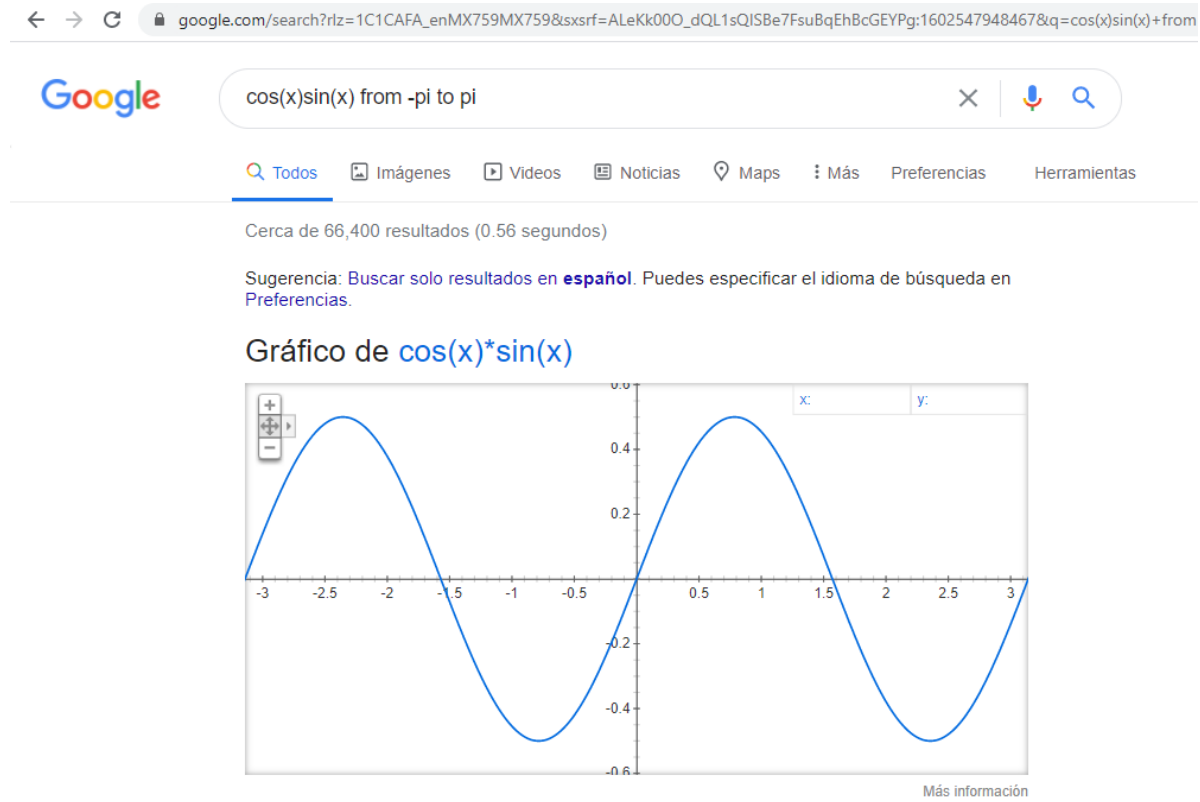 google.com/search?rlz=1C1CAFA_enMX759MX759&sxsrf=ALeKk00O_dQL1sQISBe7FsuBqEhBcGEYPg:1602547948467&q=cos(x)sin(x)+from
Google
cos(x)sin(x) from -pi to pi
Todos Imágenes Videos Noticias Maps Más Preferencias Herramientas
Cerca de 66,400 resultados (0.56 segundos)
Sugerencia: Buscar solo resultados en español. Puedes especificar el idioma de búsqueda en
Preferencias.
Gráfico de cos(x)*sin(x)
0.6
x: y:
0.4
0.2
-3 -2.5 -2 -1.5 -1 -0.5 0.5 1 1.5 2 2.5 3
-0.2
-0.4
-0.6
Más información